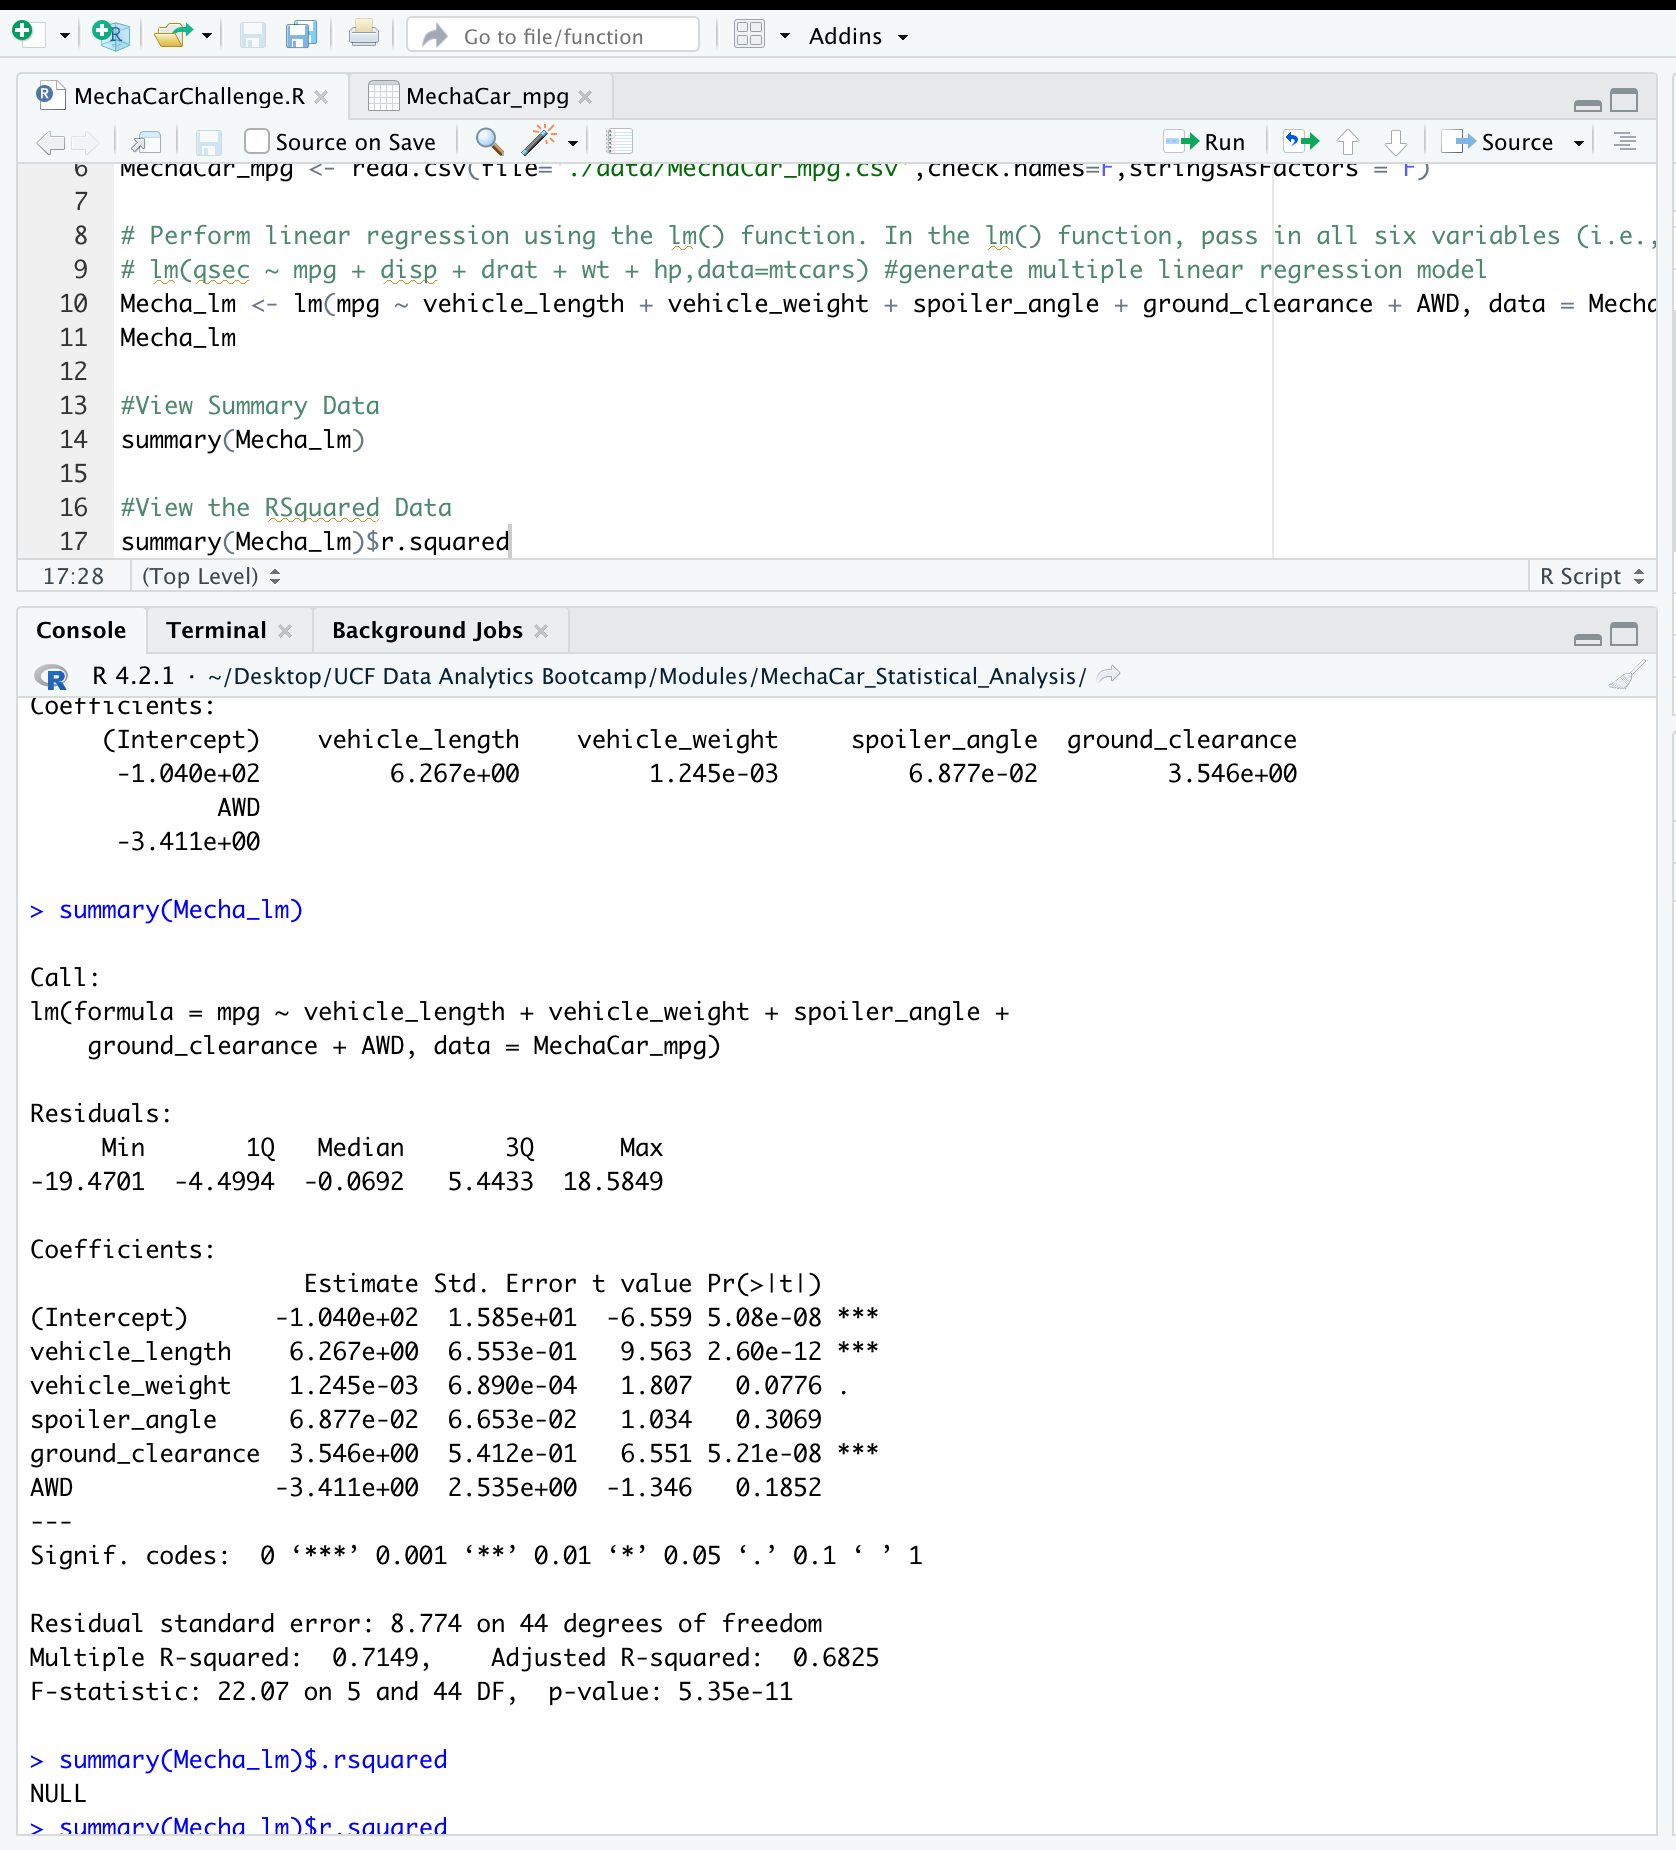 Go to file/function Addins
MechaCarChallenge.R MechaCar_mpg
Source on Save Run Source
6 MechaCar_mpg <- read.csv(file='./data/MechaCar_mpg.csv',check.names=F,stringsAsFactors = F)
7
8 # Perform linear regression using the lm() function. In the lm() function, pass in all six variables (i.e.,
9 # lm(qsec ~ mpg + disp + drat + wt + hp,data=mtcars) #generate multiple linear regression model
10 Mecha_lm <- lm(mpg ~ vehicle_length + vehicle_weight + spoiler_angle + ground_clearance + AWD, data = Mecha
11 Mecha_lm
12
13 #View Summary Data
14 summary(Mecha_lm)
15
16 #View the RSquared Data
17 summary(Mecha_lm)$r.squared
17:28 (Top Level) R Script
Console Terminal Background Jobs
R R 4.2.1 · ~/Desktop/UCF Data Analytics Bootcamp/Modules/MechaCar_Statistical_Analysis/
Coefficients:
(Intercept) vehicle_length vehicle_weight spoiler_angle ground_clearance
-1.040e+02 6.267e+00 1.245e-03 6.877e-02 3.546e+00
AWD
-3.411e+00
> summary(Mecha_lm)
Call:
lm(formula = mpg ~ vehicle_length + vehicle_weight + spoiler_angle +
ground_clearance + AWD, data = MechaCar_mpg)
Residuals:
Min 1Q Median 3Q Max
-19.4701 -4.4994 -0.0692 5.4433 18.5849
Coefficients:
Estimate Std. Error t value Pr(>|t|)
(Intercept) -1.040e+02 1.585e+01 -6.559 5.08e-08 ***
vehicle_length 6.267e+00 6.553e-01 9.563 2.60e-12 ***
vehicle_weight 1.245e-03 6.890e-04 1.807 0.0776 .
spoiler_angle 6.877e-02 6.653e-02 1.034 0.3069
ground_clearance 3.546e+00 5.412e-01 6.551 5.21e-08 ***
AWD -3.411e+00 2.535e+00 -1.346 0.1852
---
Signif. codes: 0 ‘***’ 0.001 ‘**’ 0.01 ‘*’ 0.05 ‘.’ 0.1 ‘ ’ 1
Residual standard error: 8.774 on 44 degrees of freedom
Multiple R-squared: 0.7149, Adjusted R-squared: 0.6825
F-statistic: 22.07 on 5 and 44 DF, p-value: 5.35e-11
> summary(Mecha_lm)$.rsquared
NULL
> summary(Mecha_lm)$r.squared